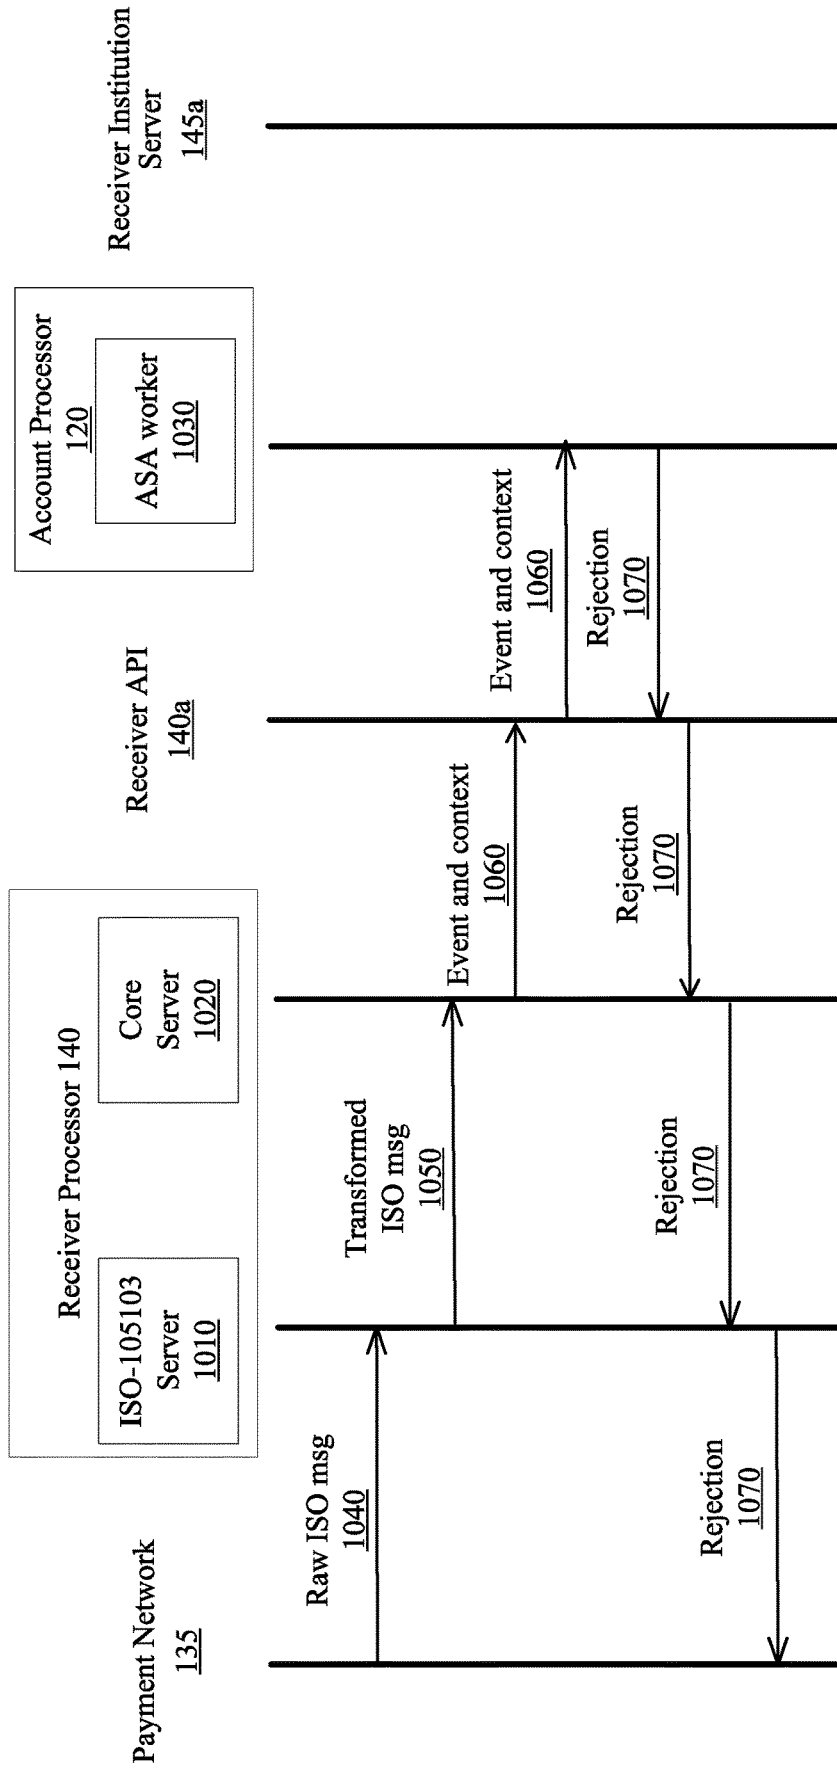 Payment Network
135
Receiver Processor 140
ISO-105103
Server
1010
Core
Server
1020
Receiver API
140a
Account Processor
120
ASA worker
1030
Receiver Institution
Server
145a
Raw ISO msg
1040
Transformed
ISO msg
1050
Event and context
1060
Event and context
1060
Rejection
1070
Rejection
1070
Rejection
1070
Rejection
1070